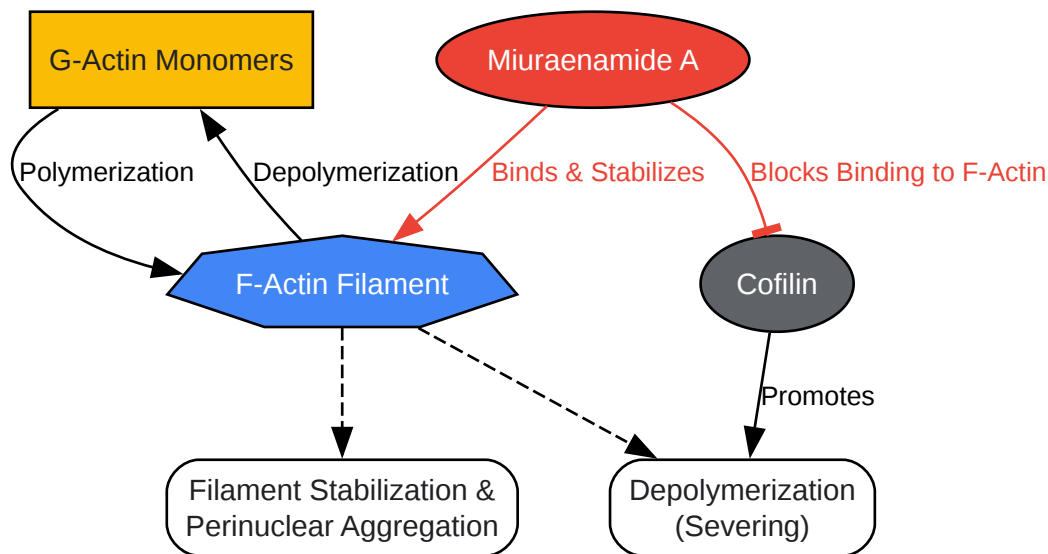 G-Actin Monomers
Miuraenamide A
Polymerization
Depolymerization
Binds & Stabilizes
Blocks Binding to F-Actin
F-Actin Filament
Cofilin
Promotes
Filament Stabilization &
Perinuclear Aggregation
Depolymerization
(Severing)